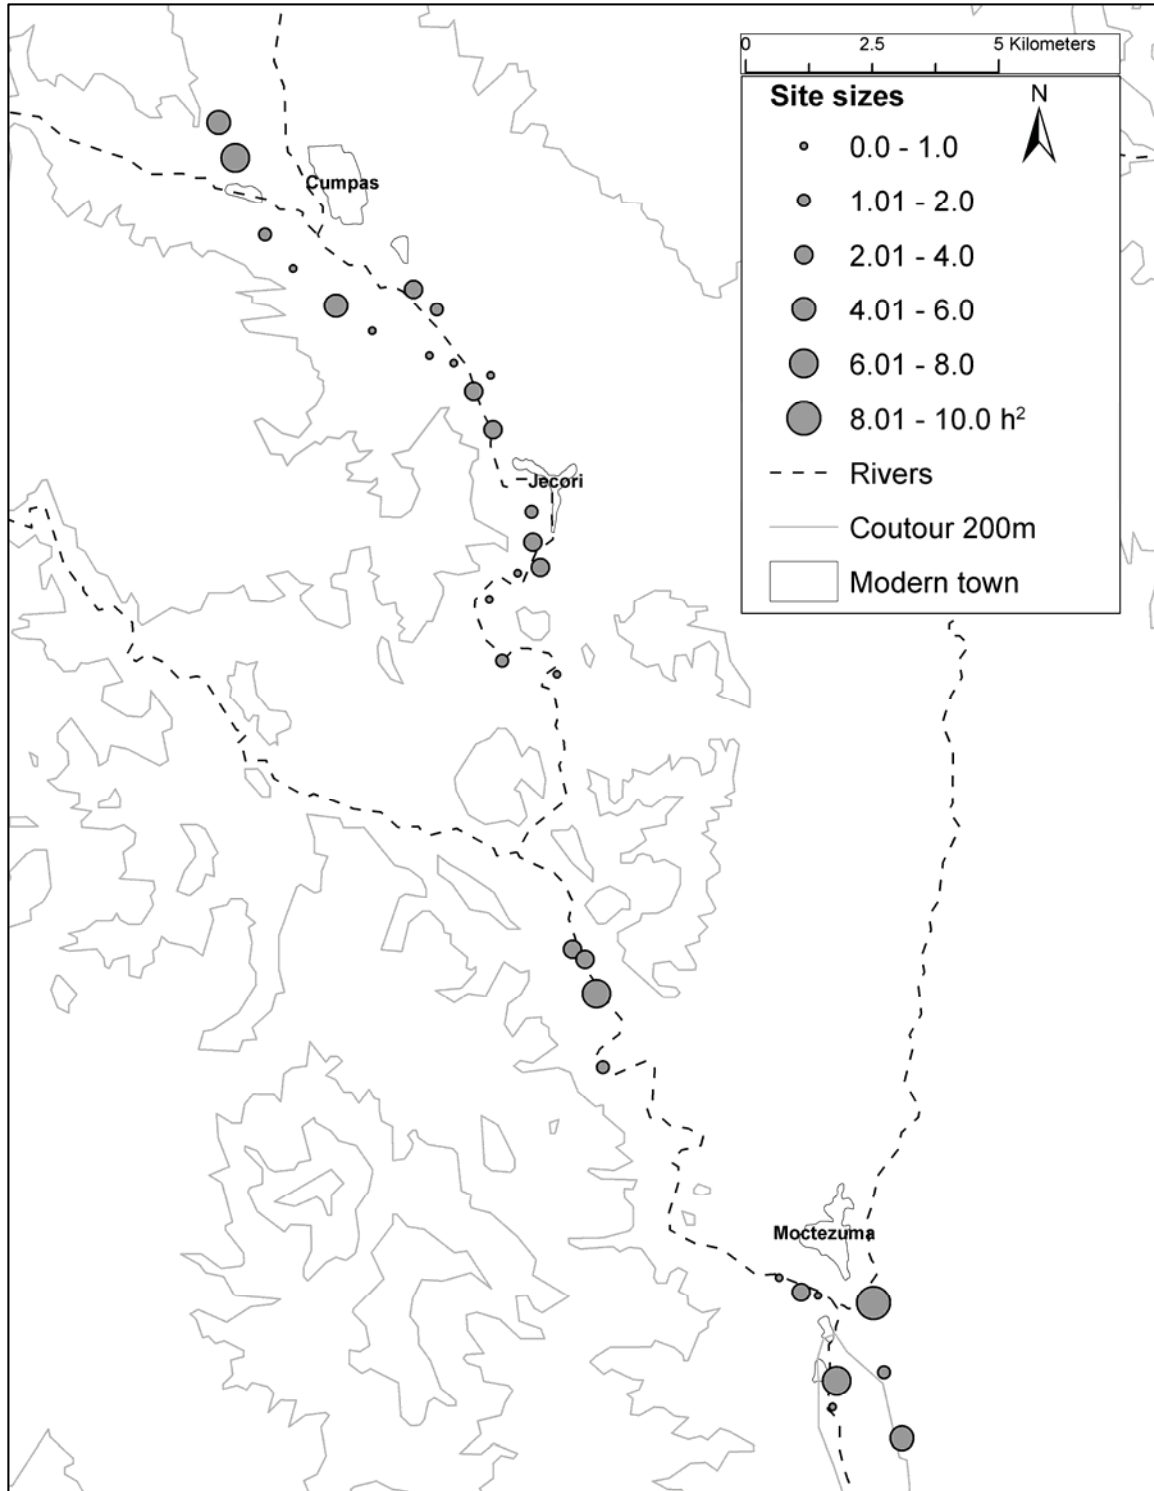 0 2.5 5 Kilometers
Site sizes
N
0.0 - 1.0
1.01 - 2.0
2.01 - 4.0
4.01 - 6.0
6.01 - 8.0
8.01 - 10.0 h²
Rivers
Coutour 200m
Modern town
Cumpas
Jecori
Moctezuma